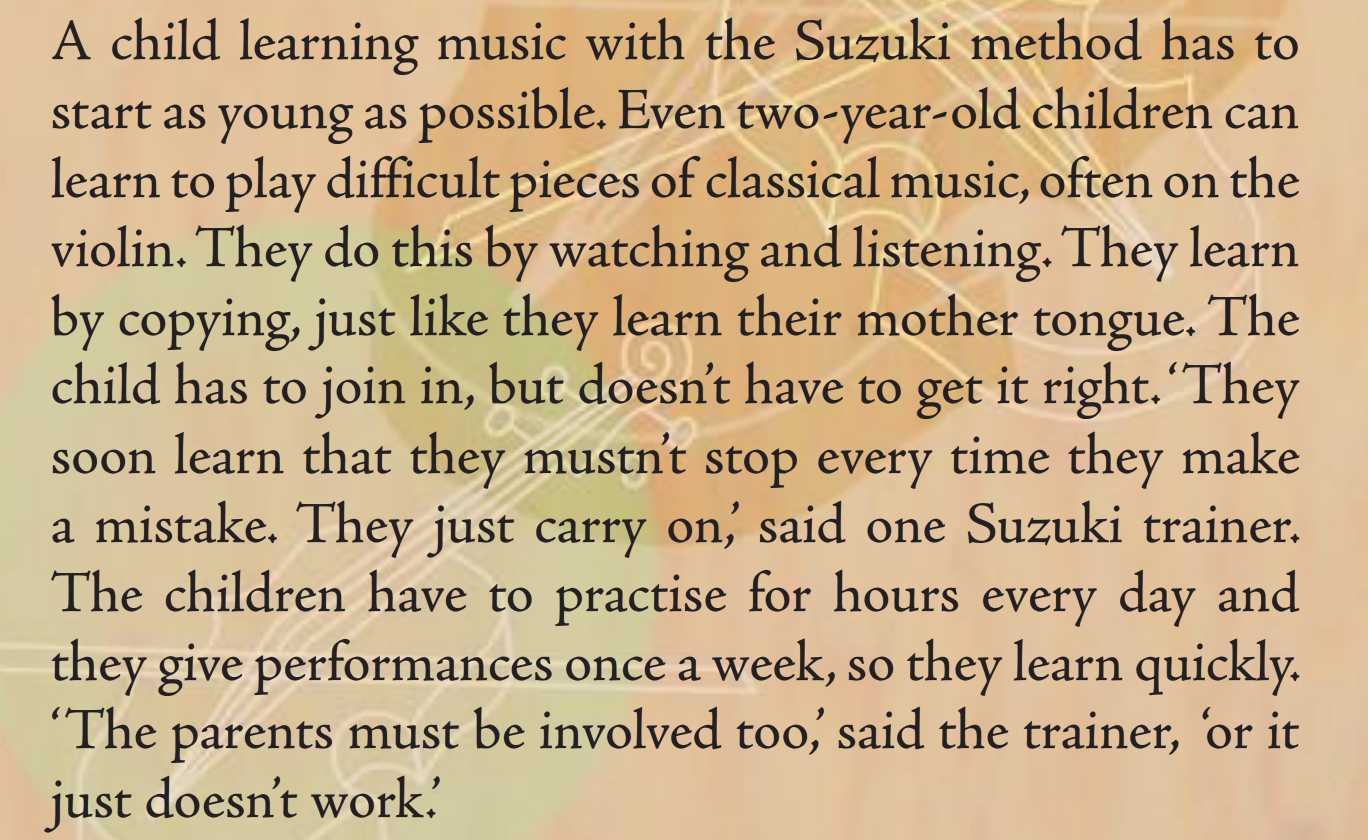 A child learning music with the Suzuki method has to
start as young as possible. Even two-year-old children can
learn to play difficult pieces of classical music, often on the
violin. They do this by watching and listening. They learn
by copying, just like they learn their mother tongue. The
child has to join in, but doesn’t have to get it right. ‘They
soon learn that they mustn’t stop every time they make
a mistake. They just carry on,’ said one Suzuki trainer.
The children have to practise for hours every day and
they give performances once a week, so they learn quickly.
‘The parents must be involved too,’ said the trainer, ‘or it
just doesn’t work.’